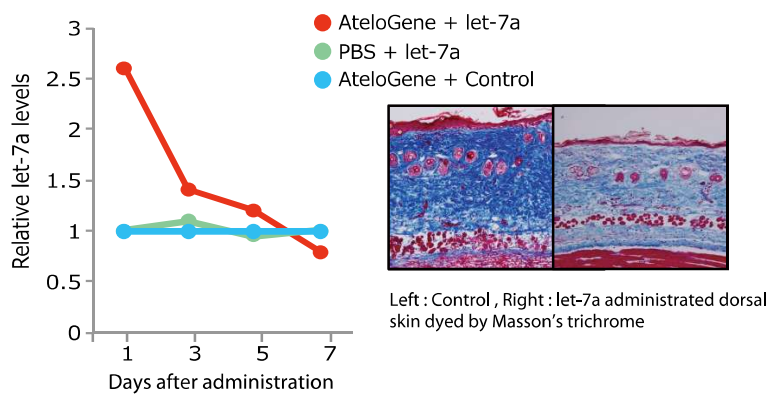 AteloGene + let-7a
PBS + let-7a
AteloGene + Control
Relative let-7a levels
3
2.5
2
1.5
1
0.5
0
1 3 5 7
Days after administration
Left : Control , Right : let-7a administrated dorsal
skin dyed by Masson's trichrome